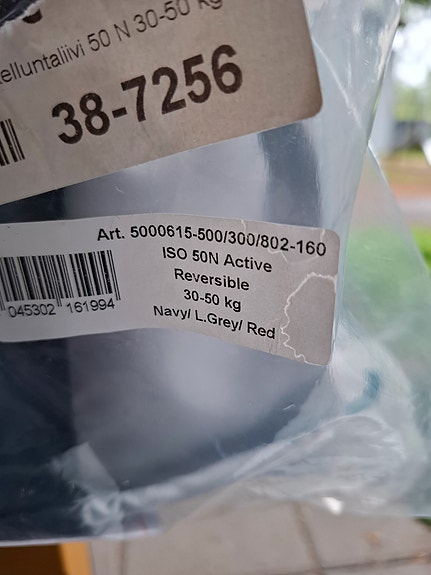 elluntaliivi 50 N 30-50 kg
38-7256
Art. 5000615-500/300/802-160
ISO 50N Active
Reversible
30-50 kg
Navy/ L.Grey/ Red
045302 161994